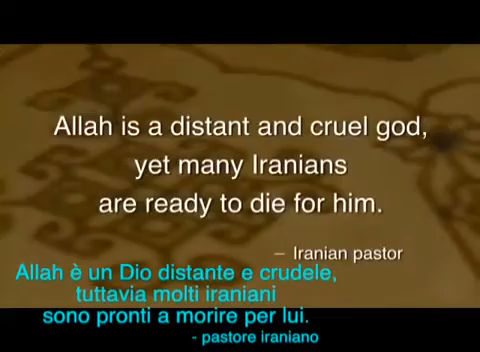 Allah is a distant and cruel god,
yet many Iranians
are ready to die for him.
– Iranian pastor
Allah è un Dio distante e crudele,
tuttavia molti iraniani
sono pronti a morire per lui.
- pastore iraniano